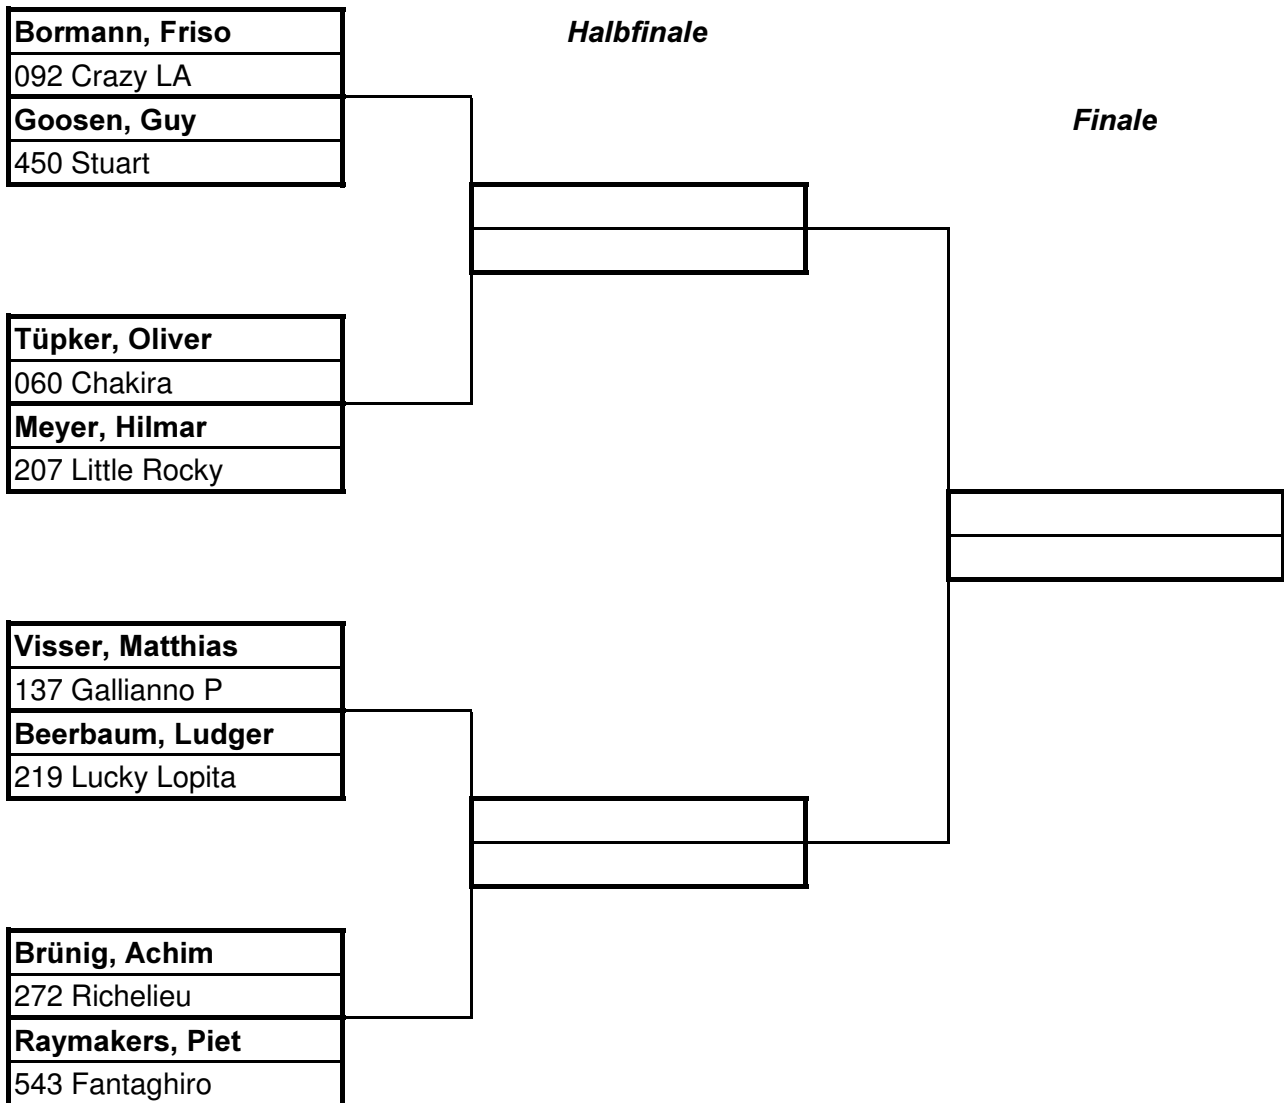 Bormann, Friso
Halbfinale
092 Crazy LA
Goosen, Guy
Finale
450 Stuart
Tüpker, Oliver
060 Chakira
Meyer, Hilmar
207 Little Rocky
Visser, Matthias
137 Gallianno P
Beerbaum, Ludger
219 Lucky Lopita
Brünig, Achim
272 Richelieu
Raymakers, Piet
543 Fantaghiro